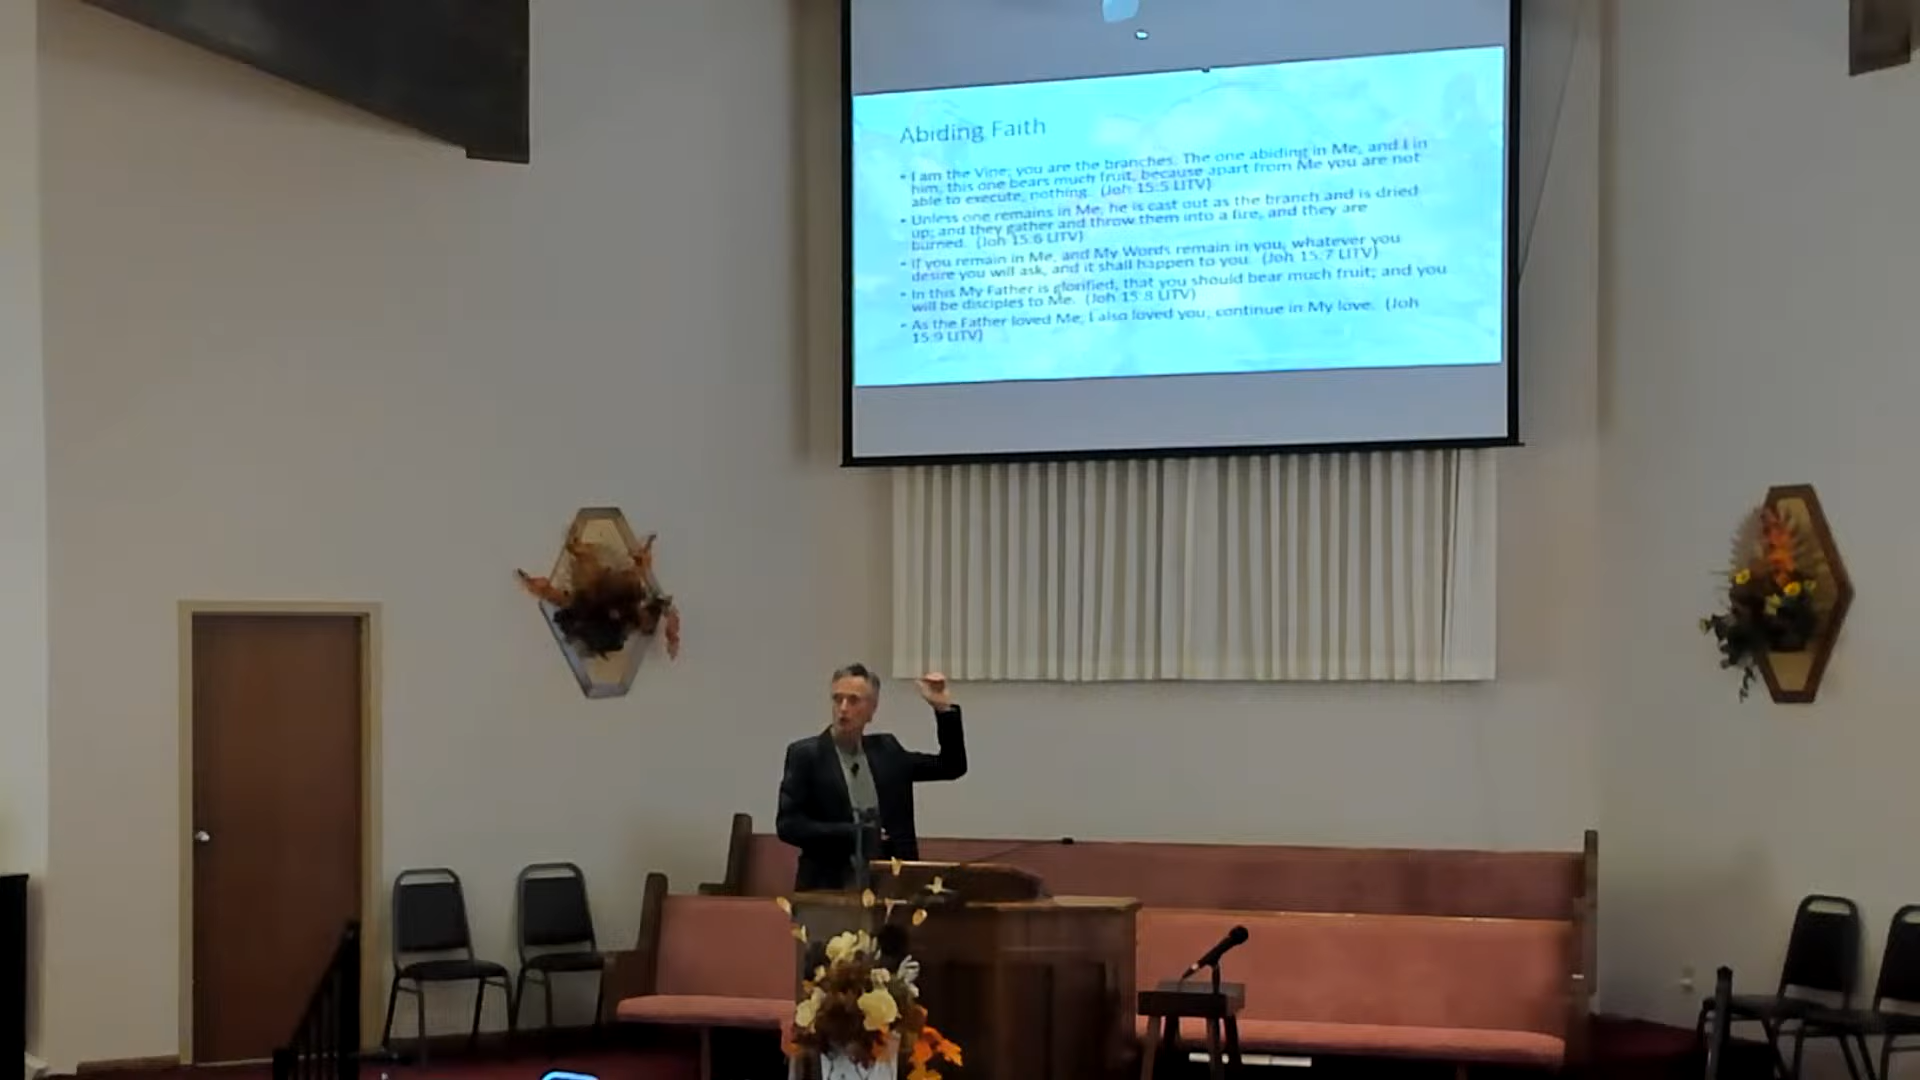 Abiding Faith
• I am the Vine; you are the branches. The one abiding in Me, and I in
him, this one bears much fruit, because apart from Me you are not
able to execute, nothing. (Joh 15:5 LITV)
• Unless one remains in Me, he is cast out as the branch and is dried
up; and they gather and throw them into a fire, and they are
burned. (Joh 15:6 LITV)
• If you remain in Me, and My Words remain in you, whatever you
desire you will ask, and it shall happen to you. (Joh 15:7 LITV)
• In this My Father is glorified, that you should bear much fruit; and you
will be disciples to Me. (Joh 15:8 LITV)
• As the Father loved Me, I also loved you; continue in My love. (Joh
15:9 LITV)